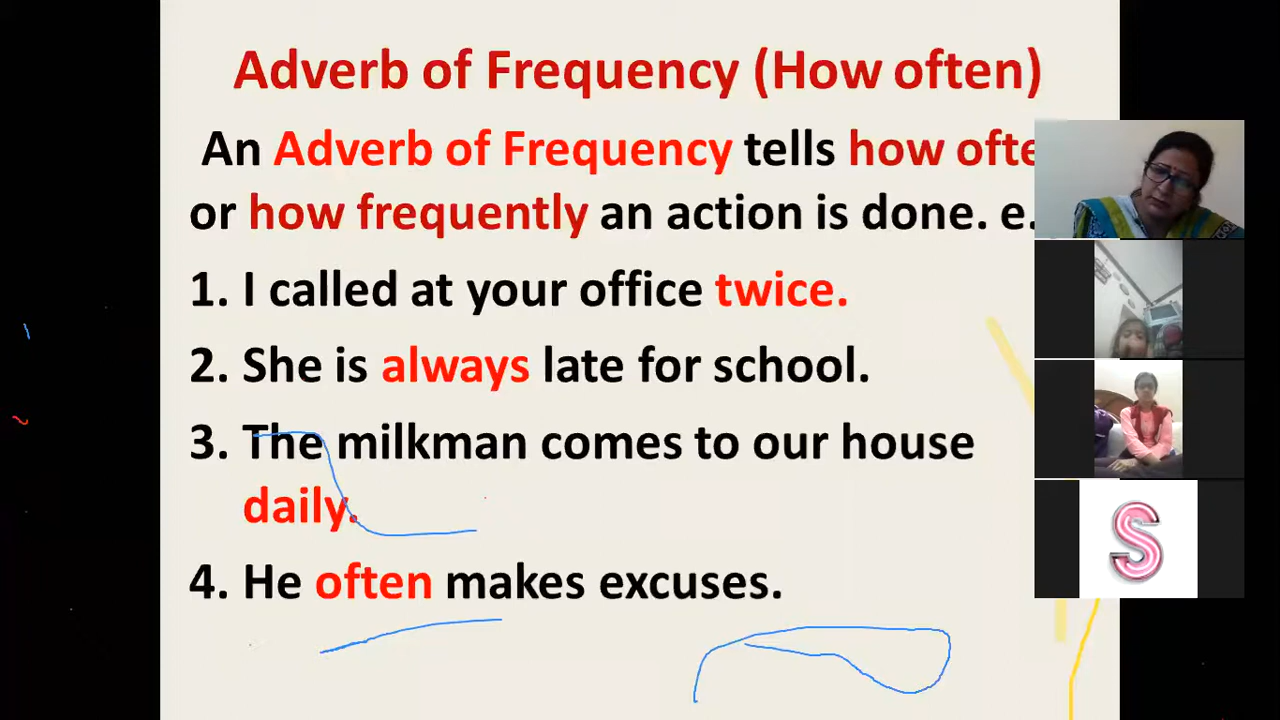 Adverb of Frequency (How often)
An Adverb of Frequency tells how ofte
or how frequently an action is done. e.
1. I called at your office twice.
2. She is always late for school.
3. The milkman comes to our house
daily.
4. He often makes excuses.
S